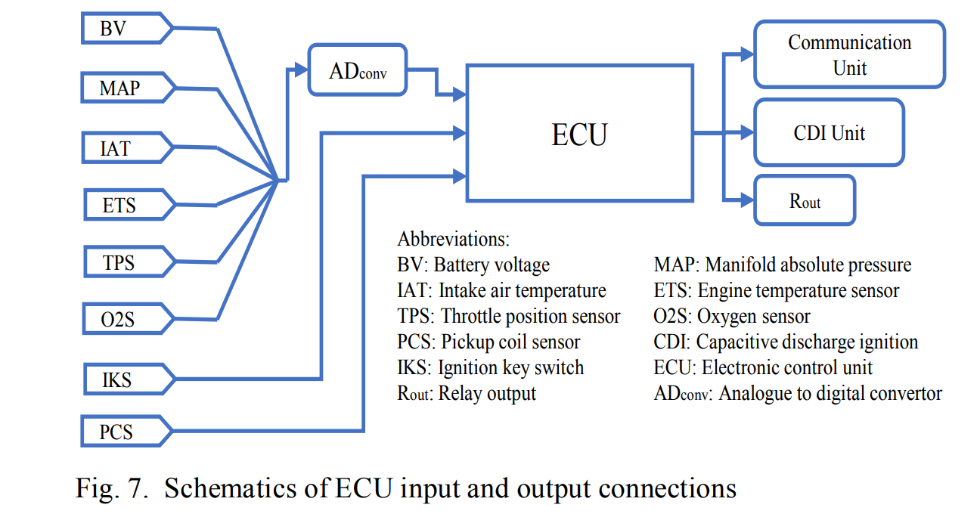 BV
MAP
IAT
ETS
TPS
O2S
IKS
PCS
ADconv
ECU
Communication
Unit
CDI Unit
Rout
Abbreviations:
BV: Battery voltage
MAP: Manifold absolute pressure
IAT: Intake air temperature
ETS: Engine temperature sensor
TPS: Throttle position sensor
O2S: Oxygen sensor
PCS: Pickup coil sensor
CDI: Capacitive discharge ignition
IKS: Ignition key switch
ECU: Electronic control unit
Rout: Relay output
ADconv: Analogue to digital convertor
Fig. 7. Schematics of ECU input and output connections